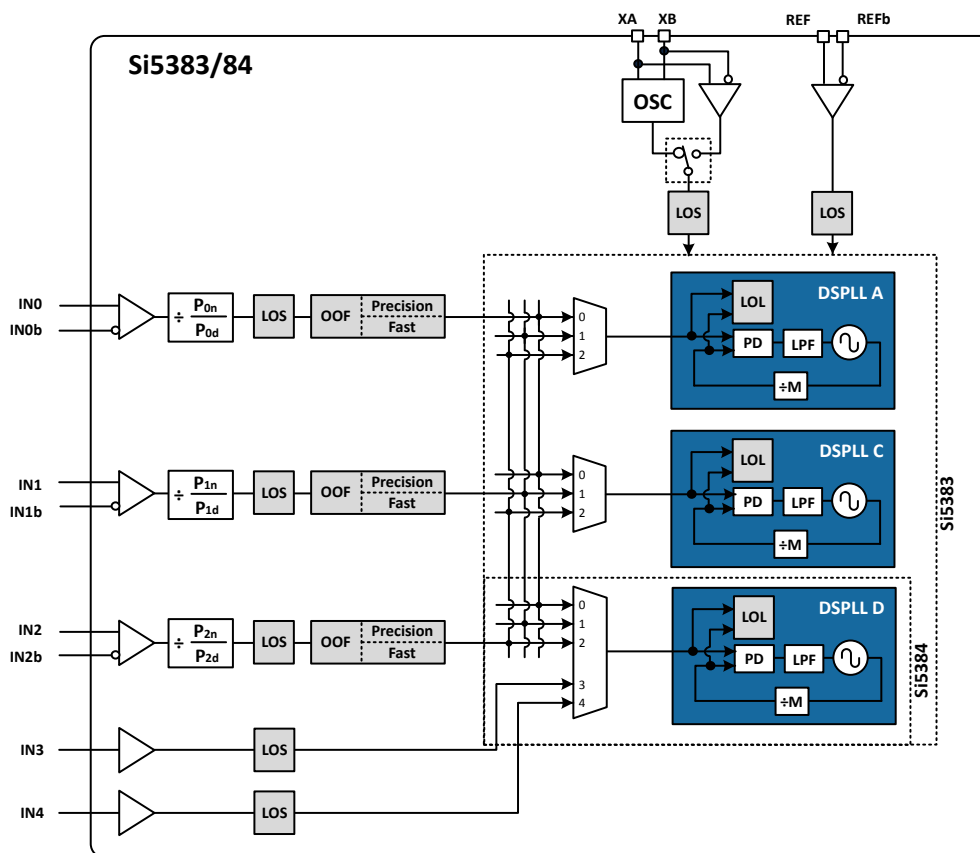 XA XB REF REFb
Si5383/84
OSC
LOS LOS
DSPLL A
LOL
IN0
IN0b
÷ P0n / P0d
LOS
OOF
Precision
Fast
0
1
2
PD
LPF
÷M
DSPLL C
LOL
IN1
IN1b
÷ P1n / P1d
LOS
OOF
Precision
Fast
0
1
2
PD
LPF
÷M
Si5383
DSPLL D
LOL
IN2
IN2b
÷ P2n / P2d
LOS
OOF
Precision
Fast
0
1
2
3
4
PD
LPF
÷M
Si5384
IN3
LOS
IN4
LOS